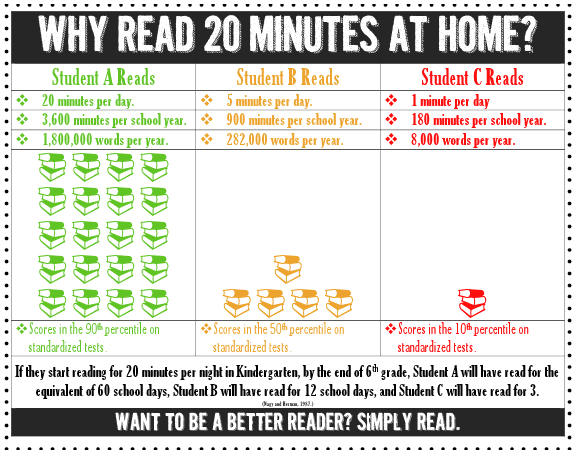 WHY READ 20 MINUTES AT HOME?
Student A Reads
20 minutes per day.
3,600 minutes per school year.
1,800,000 words per year.
Scores in the 90th percentile on
standardized tests.
Student B Reads
5 minutes per day.
900 minutes per school year.
282,000 words per year.
Scores in the 50th percentile on
standardized tests.
Student C Reads
1 minute per day
180 minutes per school year.
8,000 words per year.
Scores in the 10th percentile on
standardized tests.
If they start reading for 20 minutes per night in Kindergarten, by the end of 6th grade, Student A will have read for the
equivalent of 60 school days, Student B will have read for 12 school days, and Student C will have read for 3.
(Nagy and Herman, 1987.)
WANT TO BE A BETTER READER? SIMPLY READ.